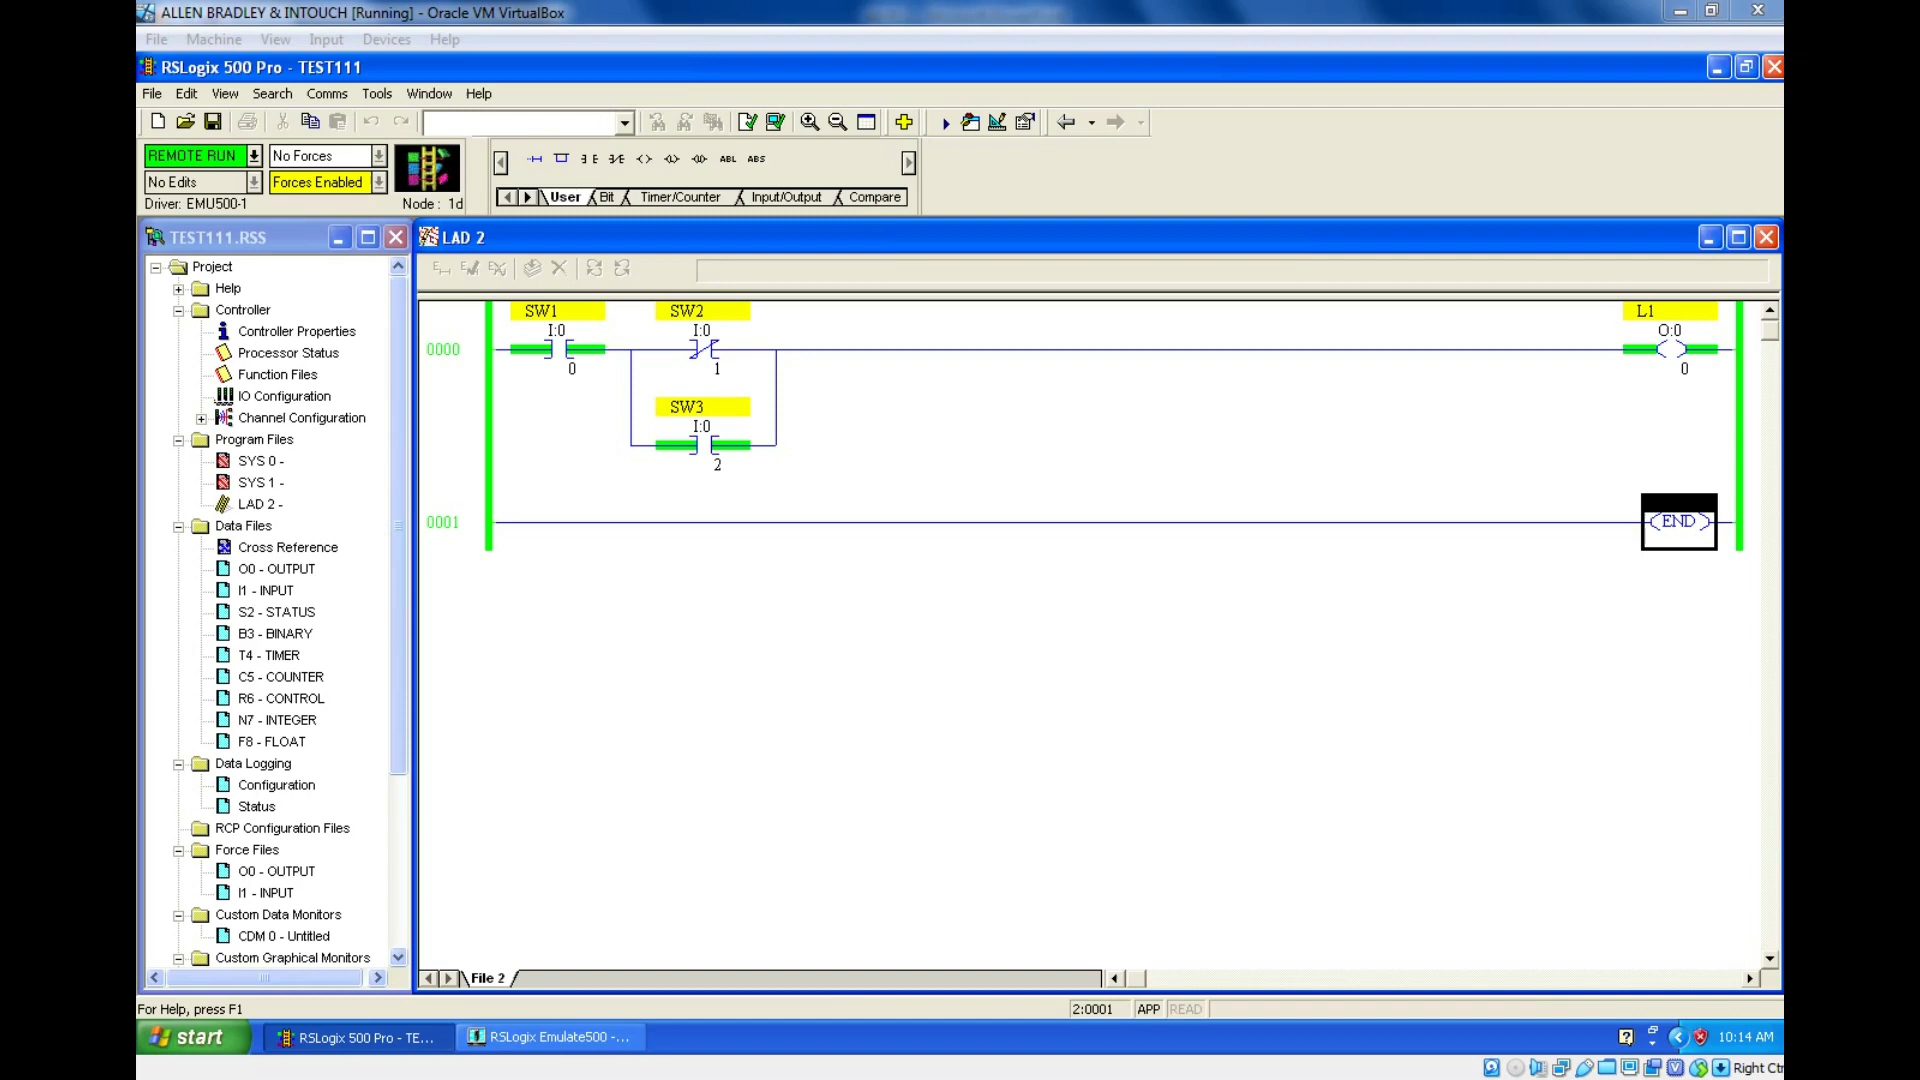 ALLEN BRADLEY & INTOUCH [Running] - Oracle VM VirtualBox
File Machine View Input Devices Help
RSLogix 500 Pro - TEST111
File Edit View Search Comms Tools Window Help
REMOTE RUN No Forces
No Edits Forces Enabled
Driver: EMU500-1 Node : 1d
ABL ABS
User Bit Timer/Counter Input/Output Compare
TEST111.RSS
Project
Help
Controller
Controller Properties
Processor Status
Function Files
IO Configuration
Channel Configuration
Program Files
SYS 0 -
SYS 1 -
LAD 2 -
Data Files
Cross Reference
O0 - OUTPUT
I1 - INPUT
S2 - STATUS
B3 - BINARY
T4 - TIMER
C5 - COUNTER
R6 - CONTROL
N7 - INTEGER
F8 - FLOAT
Data Logging
Configuration
Status
RCP Configuration Files
Force Files
O0 - OUTPUT
I1 - INPUT
Custom Data Monitors
CDM 0 - Untitled
Custom Graphical Monitors
LAD 2
SW1 SW2 L1
I:0 I:0 O:0
0000
0 1 0
SW3
I:0
2
0001 END
File 2
For Help, press F1
2:0001 APP READ
start RSLogix 500 Pro - TE... RSLogix Emulate500 -... 10:14 AM
Right Ctr